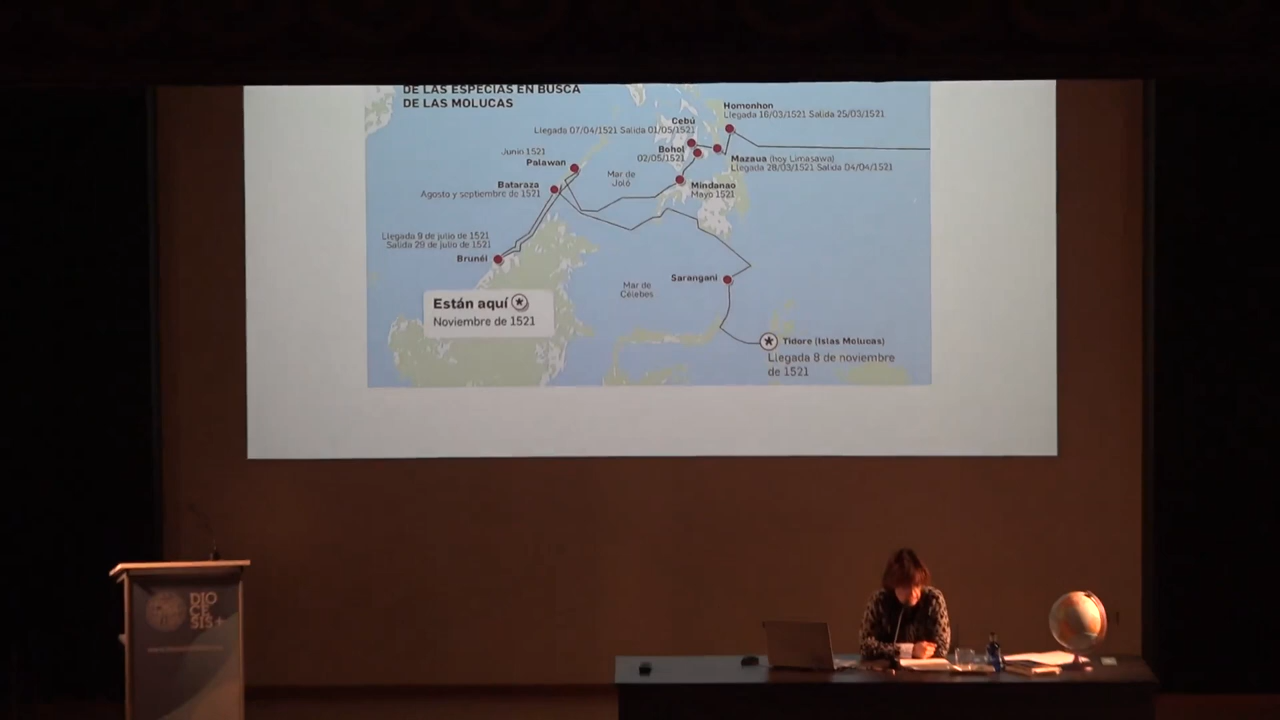 DE LAS ESPECIAS EN BUSCA
DE LAS MOLUCAS
Homonhon
Llegada 16/03/1521 Salida 25/03/1521
Cebú
Llegada 07/04/1521 Salida 01/05/1521
Bohol
02/05/1521
Mazaua (hoy Limasawa)
Llegada 28/03/1521 Salida 04/04/1521
Junio 1521
Palawan
Mar de
Joló
Bataraza
Agosto y septiembre de 1521
Mindanao
Mayo 1521
Llegada 9 de julio de 1521
Salida 29 de julio de 1521
Brunéi
Sarangani
Mar de
Célebes
Están aquí
Noviembre de 1521
Tidore (Islas Molucas)
Llegada 8 de noviembre
de 1521
DIO
CE
SIS+